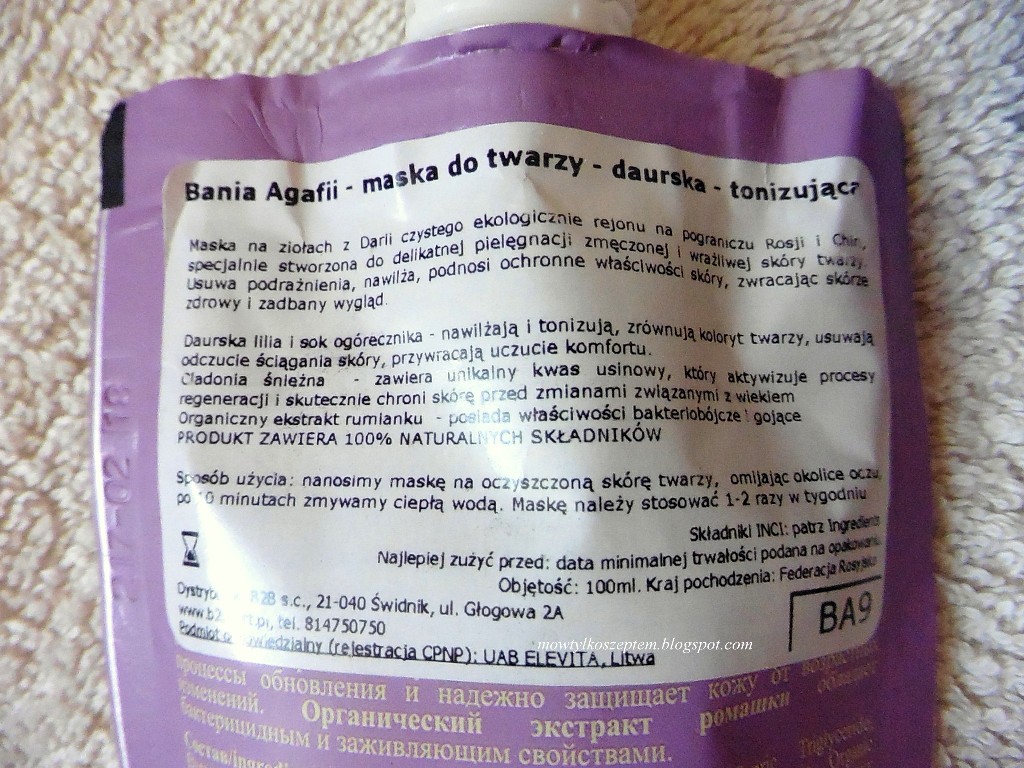 Bania Agafii - maska do twarzy - daurska - tonizująca
Maska na ziołach z Darli czystego ekologicznie rejonu na pograniczu Rosji i Chin,
specjalnie stworzona do delikatnej pielęgnacji zmęczonej i wrażliwej skóry twarzy.
Usuwa podrażnienia, nawilża, podnosi ochronne właściwości skóry, zwracając skórze
zdrowy i zadbany wygląd.
Daurska lilia i sok ogórecznika - nawilżają i tonizują, zrównują koloryt twarzy, usuwają
odczucie ściągania skóry, przywracają uczucie komfortu.
Cladonia śnieżna - zawiera unikalny kwas usinowy, który aktywizuje procesy
regeneracji i skutecznie chroni skórę przed zmianami związanymi z wiekiem
Organiczny ekstrakt rumianku - posiada właściwości bakteriobójcze i gojące
PRODUKT ZAWIERA 100% NATURALNYCH SKŁADNIKÓW
Sposób użycia: nanosimy maskę na oczyszczoną skórę twarzy, omijając okolice oczu,
po 10 minutach zmywamy ciepłą wodą. Maskę należy stosować 1-2 razy w tygodniu
Składniki INCI: patrz Ingredients
Najlepiej zużyć przed: data minimalnej trwałości podana na opakowaniu
Objętość: 100ml. Kraj pochodzenia: Federacja Rosyjska
B2B s.c., 21-040 Świdnik, ul. Głogowa 2A
tel. 814750750
Podmiot odpowiedzialny (rejestracja CPNP): UAB ELEVITA, Litwa
BA9
mowtylkoszeptem.blogspot.com
процессы обновления и надежно защищает кожу от возрастных
изменений. Органический экстракт ромашки обладает
бактерицидным и заживляющим свойствами.